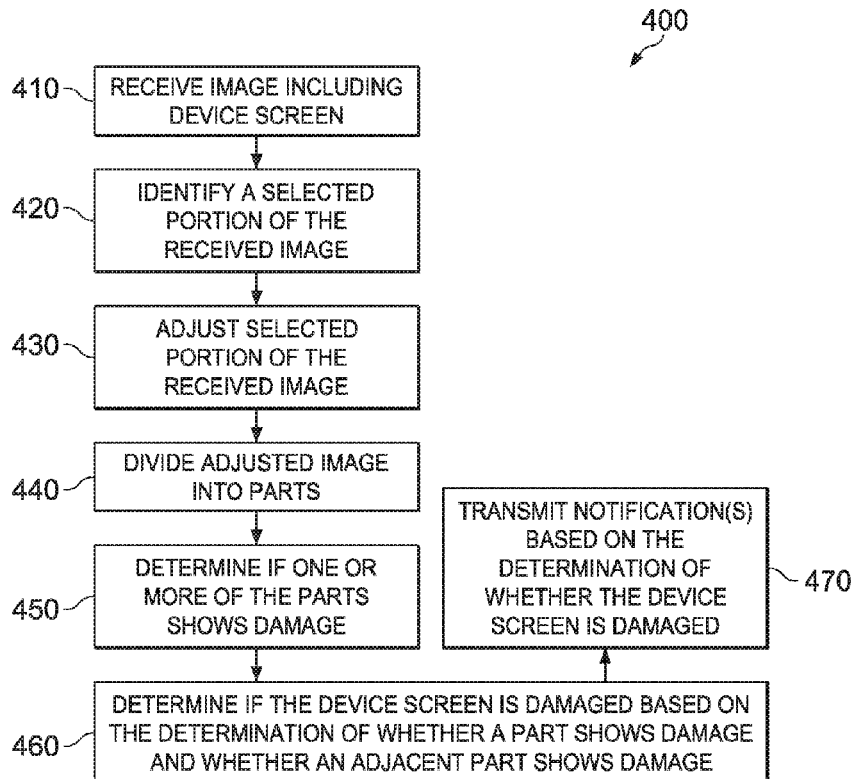 400
410
RECEIVE IMAGE INCLUDING
DEVICE SCREEN
420
IDENTIFY A SELECTED
PORTION OF THE
RECEIVED IMAGE
430
ADJUST SELECTED
PORTION OF THE
RECEIVED IMAGE
440
DIVIDE ADJUSTED IMAGE
INTO PARTS
450
DETERMINE IF ONE OR
MORE OF THE PARTS
SHOWS DAMAGE
460
DETERMINE IF THE DEVICE SCREEN IS DAMAGED BASED ON
THE DETERMINATION OF WHETHER A PART SHOWS DAMAGE
AND WHETHER AN ADJACENT PART SHOWS DAMAGE
TRANSMIT NOTIFICATION(S)
BASED ON THE
DETERMINATION OF
WHETHER THE DEVICE
SCREEN IS DAMAGED
470